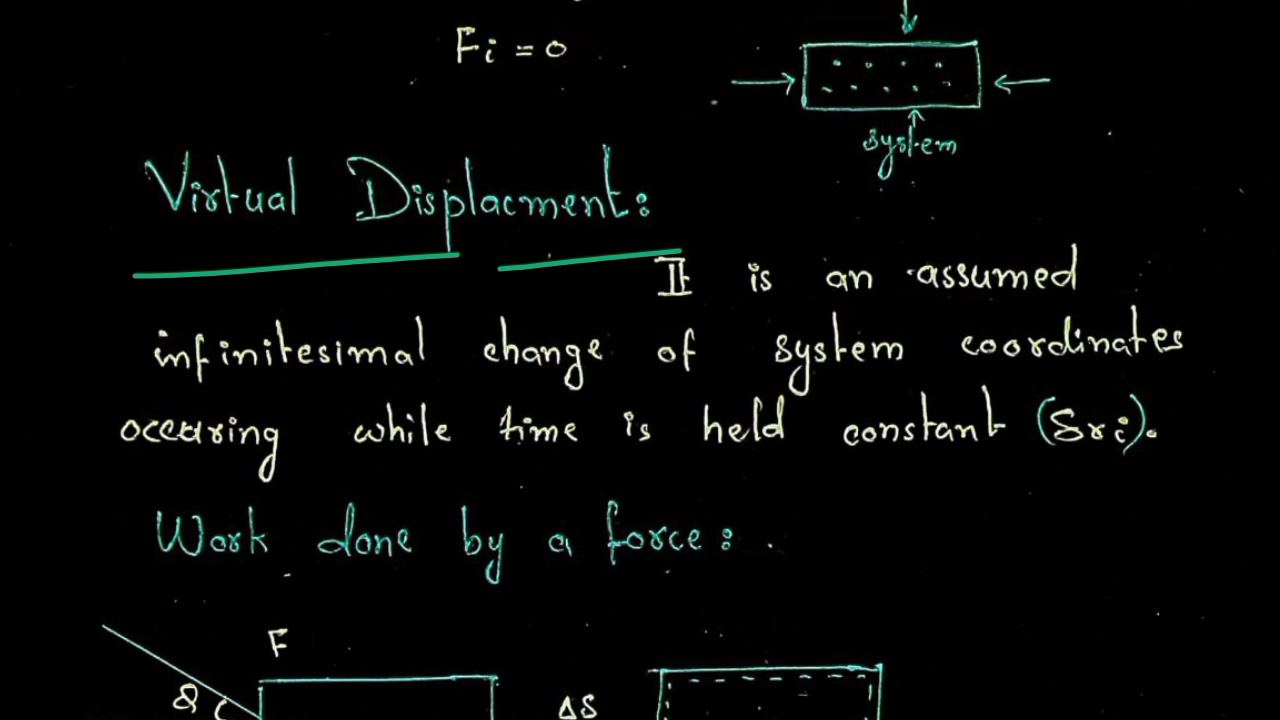 Fi = 0
system
Virtual Displacment:
It is an assumed
infinitesimal change of system coordinates
occuring while time is held constant (δri).
Work done by a force:
F
ΔS